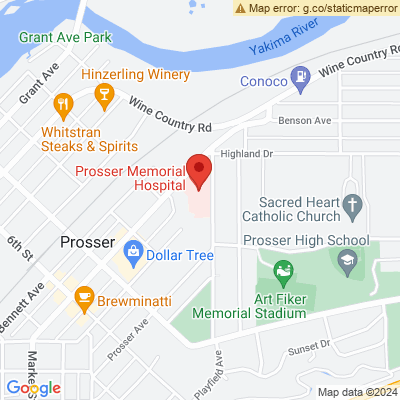 Map error: g.co/staticmaperror
Grant Ave Park
Yakima River
Grant Ave
Hinzerling Winery
Wine Country Rd
Conoco
Wine Country Rd
Benson Ave
Whitstran
Steaks & Spirits
Highland Dr
Prosser Memorial
Hospital
Sacred Heart
Catholic Church
6th St
Prosser
Prosser High School
Dollar Tree
Bennett Ave
Brewminatti
Art Fiker
Memorial Stadium
Prosser Ave
Sunset Dr
Playfield Ave
Google
Map data ©2024